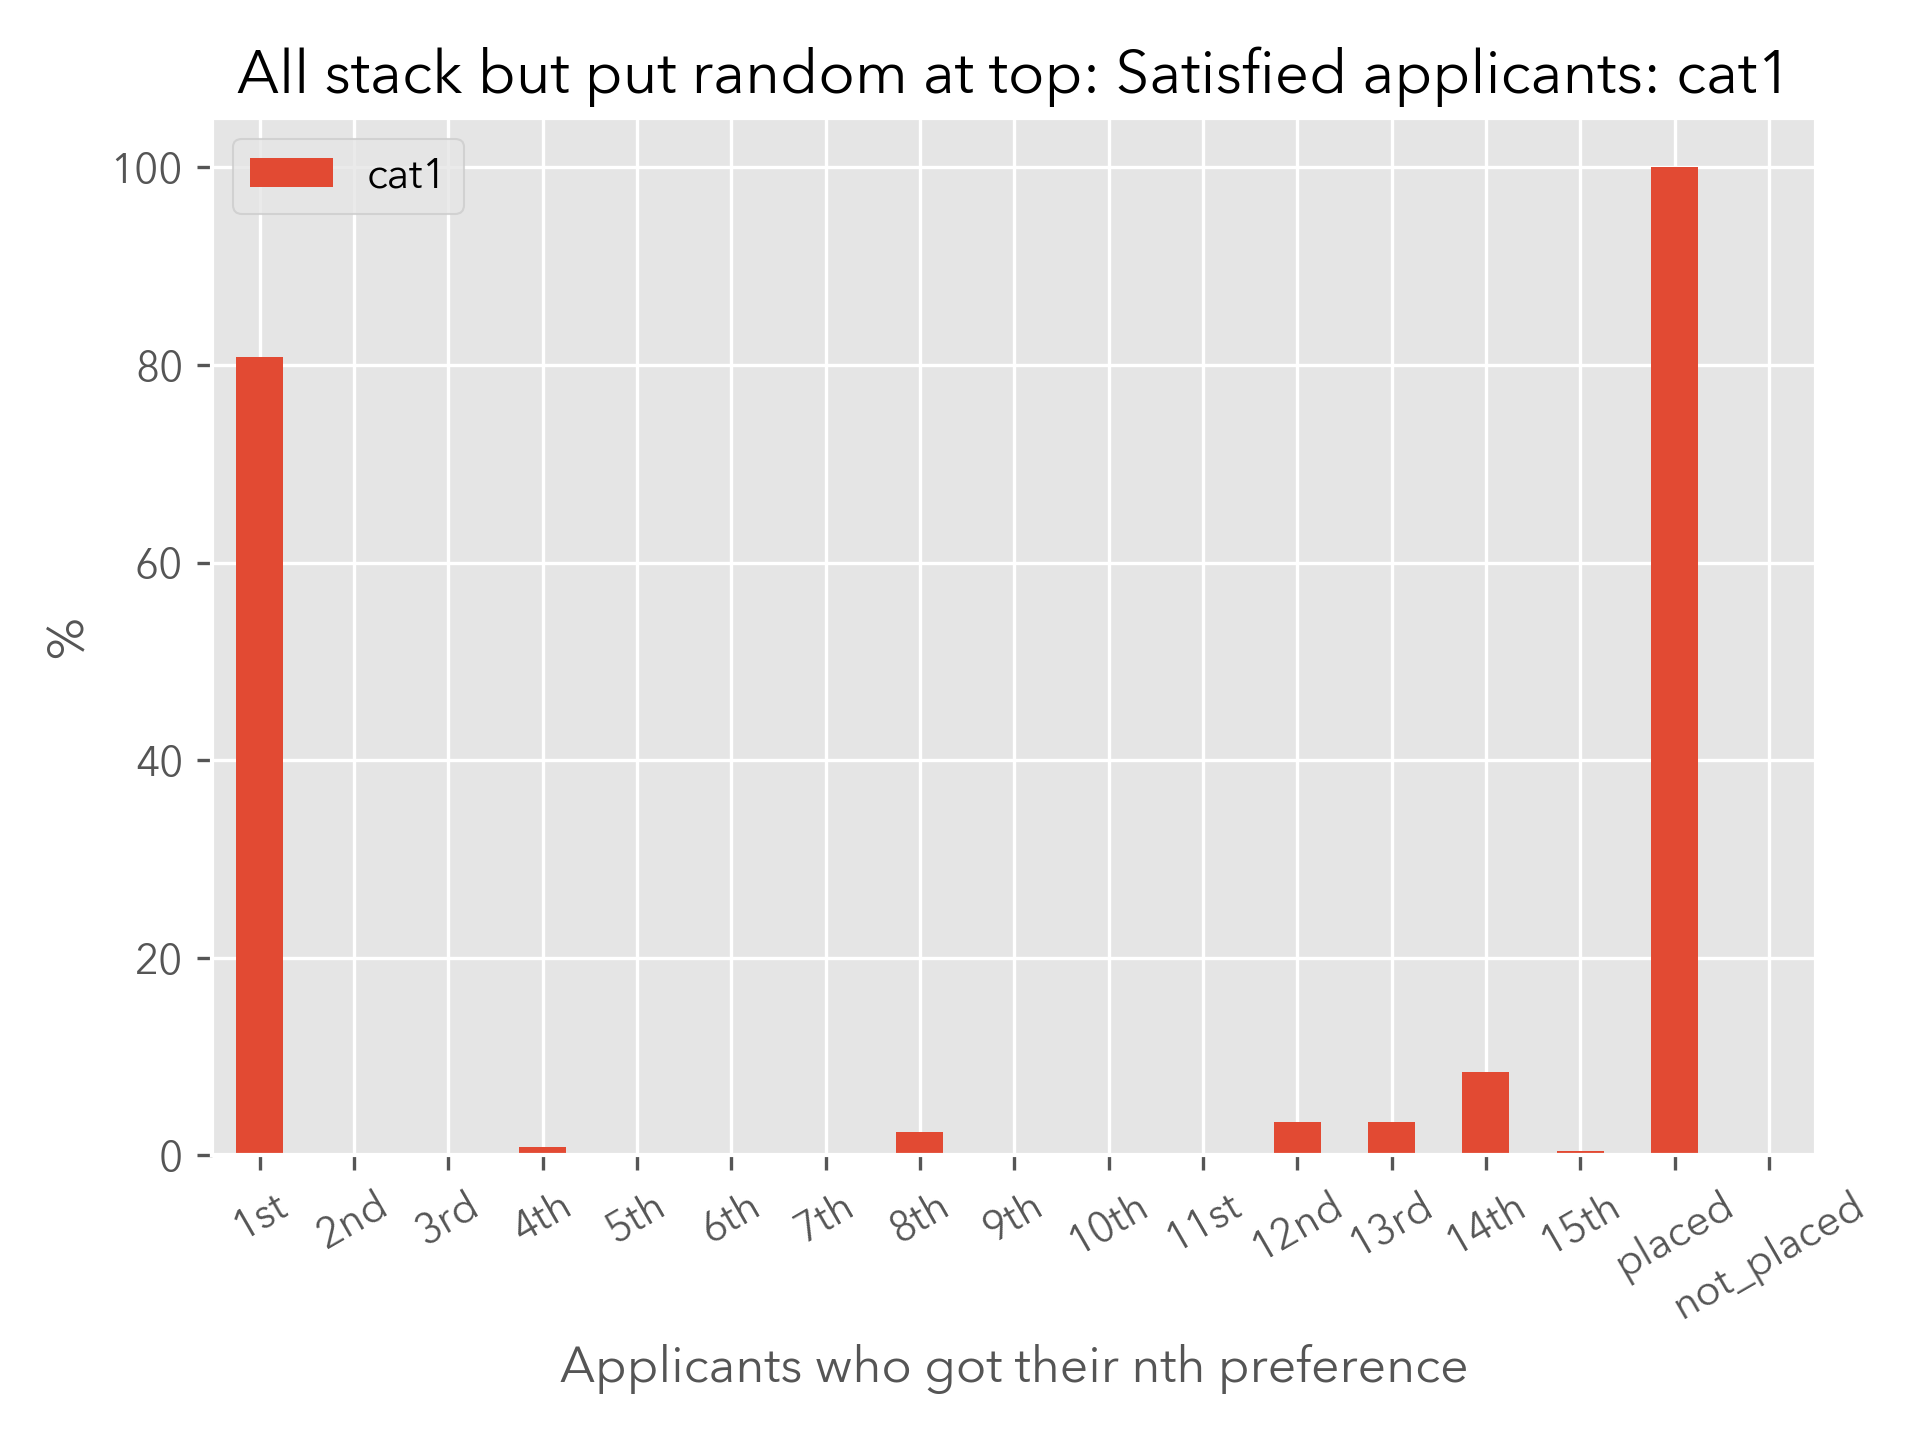 All stack but put random at top: Satisfied applicants: cat1
cat1
100
80
60
40
20
0
%
1st
2nd
3rd
4th
5th
6th
7th
8th
9th
10th
11st
12nd
13rd
14th
15th
placed
not_placed
Applicants who got their nth preference